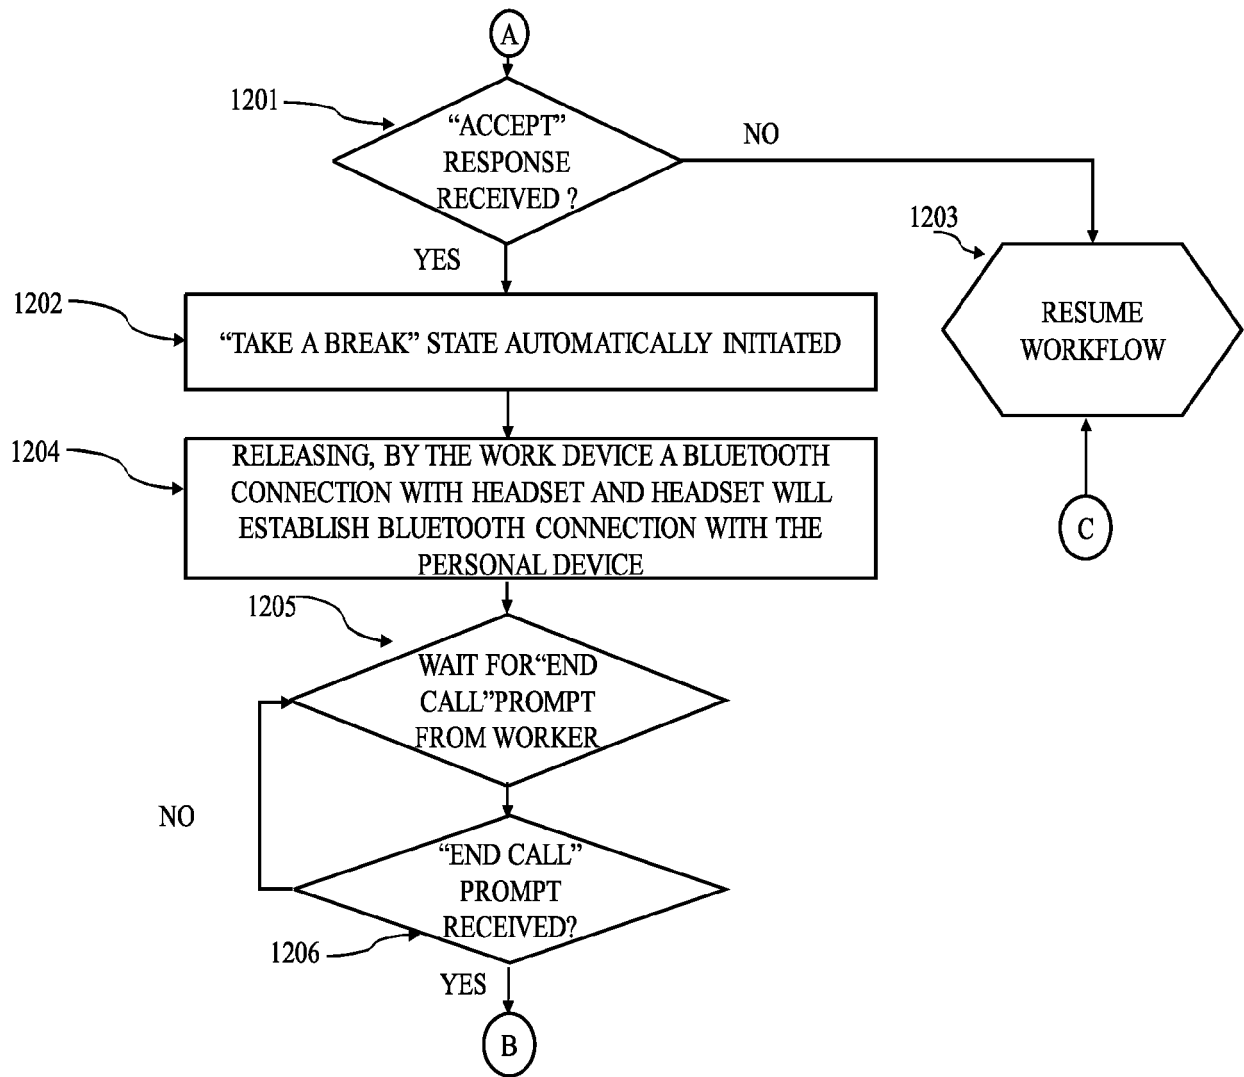 A
1201
“ACCEPT”
RESPONSE
RECEIVED ?
NO
YES
1203
RESUME
WORKFLOW
1202
“TAKE A BREAK” STATE AUTOMATICALLY INITIATED
1204
RELEASING, BY THE WORK DEVICE A BLUETOOTH
CONNECTION WITH HEADSET AND HEADSET WILL
ESTABLISH BLUETOOTH CONNECTION WITH THE
PERSONAL DEVICE
C
1205
WAIT FOR“END
CALL”PROMPT
FROM WORKER
NO
“END CALL”
PROMPT
RECEIVED?
1206
YES
B